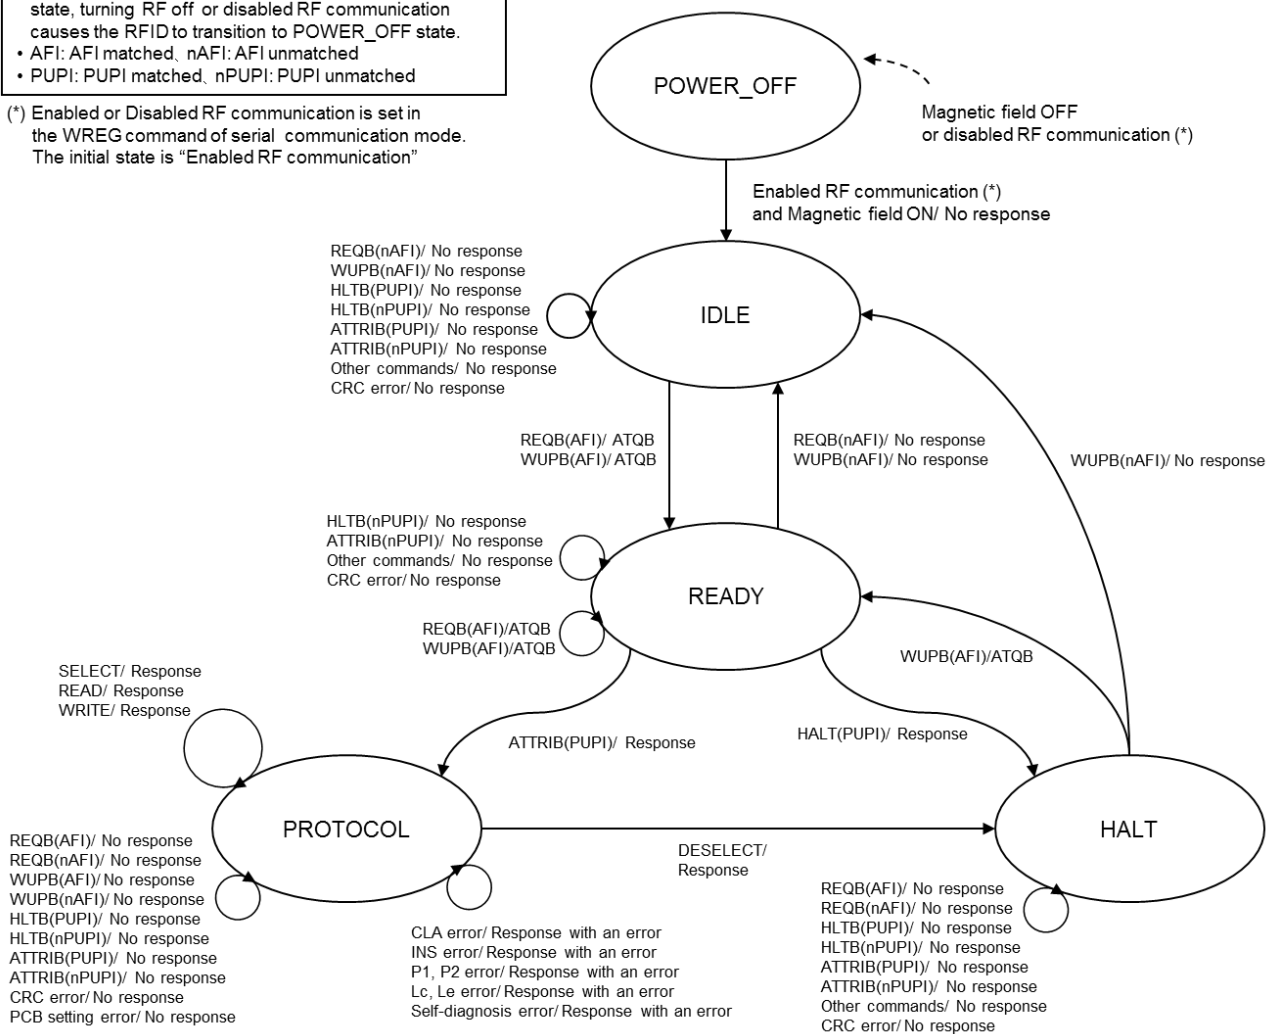 state, turning RF off or disabled RF communication
causes the RFID to transition to POWER_OFF state.
• AFI: AFI matched、nAFI: AFI unmatched
• PUPI: PUPI matched、nPUPI: PUPI unmatched
(*) Enabled or Disabled RF communication is set in
the WREG command of serial communication mode.
The initial state is “Enabled RF communication”
POWER_OFF
Magnetic field OFF
or disabled RF communication (*)
Enabled RF communication (*)
and Magnetic field ON/ No response
REQB(nAFI)/ No response
WUPB(nAFI)/ No response
HLTB(PUPI)/ No response
HLTB(nPUPI)/ No response
ATTRIB(PUPI)/ No response
ATTRIB(nPUPI)/ No response
Other commands/ No response
CRC error/ No response
IDLE
REQB(AFI)/ ATQB
WUPB(AFI)/ ATQB
REQB(nAFI)/ No response
WUPB(nAFI)/ No response
WUPB(nAFI)/ No response
HLTB(nPUPI)/ No response
ATTRIB(nPUPI)/ No response
Other commands/ No response
CRC error/ No response
READY
REQB(AFI)/ATQB
WUPB(AFI)/ATQB
WUPB(AFI)/ATQB
SELECT/ Response
READ/ Response
WRITE/ Response
ATTRIB(PUPI)/ Response
HALT(PUPI)/ Response
PROTOCOL
HALT
DESELECT/
Response
REQB(AFI)/ No response
REQB(nAFI)/ No response
WUPB(AFI)/ No response
WUPB(nAFI)/ No response
HLTB(PUPI)/ No response
HLTB(nPUPI)/ No response
ATTRIB(PUPI)/ No response
ATTRIB(nPUPI)/ No response
CRC error/ No response
PCB setting error/ No response
CLA error/ Response with an error
INS error/ Response with an error
P1, P2 error/ Response with an error
Lc, Le error/ Response with an error
Self-diagnosis error/ Response with an error
REQB(AFI)/ No response
REQB(nAFI)/ No response
HLTB(PUPI)/ No response
HLTB(nPUPI)/ No response
ATTRIB(PUPI)/ No response
ATTRIB(nPUPI)/ No response
Other commands/ No response
CRC error/ No response